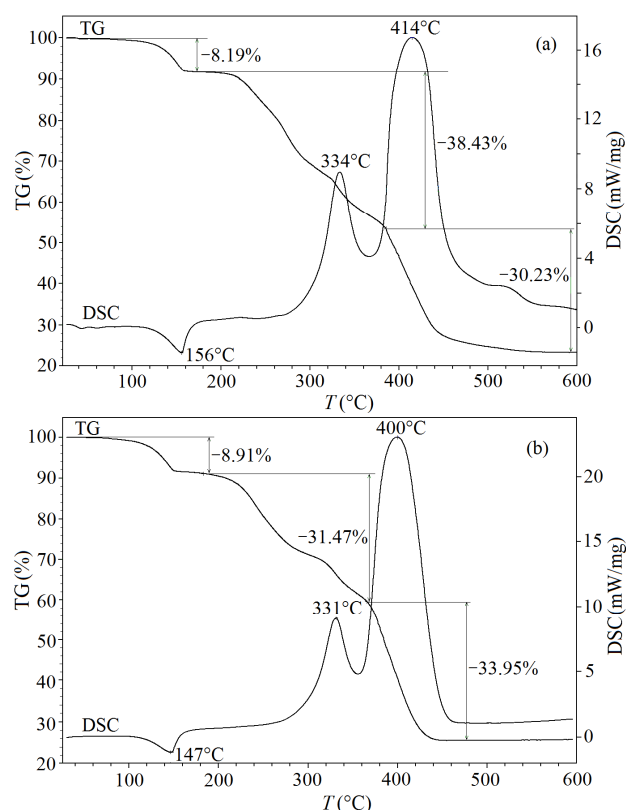 TG
414°C
(a)
100
16
−8.19%
90
12
80
−38.43%
334°C
70
8
TG (%)
DSC (mW/mg)
60
50
4
−30.23%
40
DSC
30
0
156°C
20
100
200
300
400
500
600
T (°C)
TG
400°C
(b)
100
−8.91%
90
20
80
−31.47%
15
70
TG (%)
DSC (mW/mg)
60
331°C
10
50
−33.95%
5
40
30
DSC
0
147°C
20
100
200
300
400
500
600
T (°C)